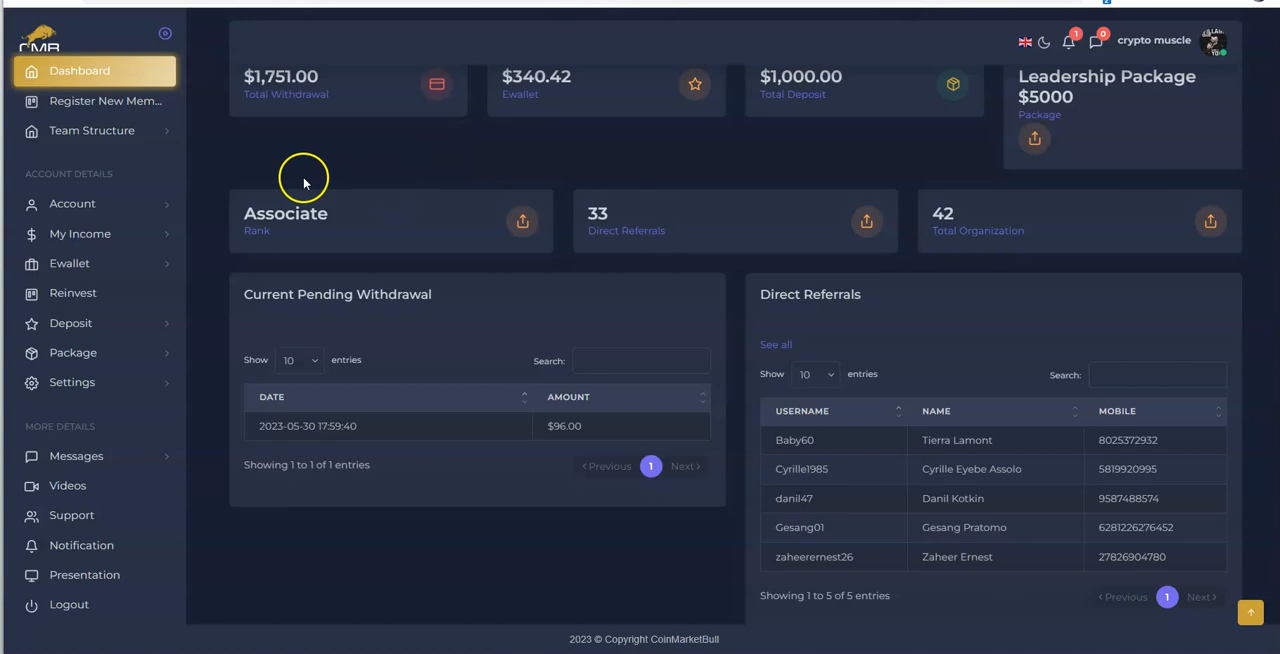 CMB
Dashboard
Register New Mem...
Team Structure
ACCOUNT DETAILS
Account
My Income
Ewallet
Reinvest
Deposit
Package
Settings
MORE DETAILS
Messages
Videos
Support
Notification
Presentation
Logout
1
0
crypto muscle
$1,751.00
Total Withdrawal
$340.42
Ewallet
$1,000.00
Total Deposit
Leadership Package
$5000
Package
Associate
Rank
33
Direct Referrals
42
Total Organization
Current Pending Withdrawal
Show 10 entries Search:
DATE AMOUNT
2023-05-30 17:59:40 $96.00
Showing 1 to 1 of 1 entries
Previous 1 Next
Direct Referrals
See all
Show 10 entries Search:
USERNAME NAME MOBILE
Baby60 Tierra Lamont 8025372932
Cyrille1985 Cyrille Eyebe Assolo 5819920995
danil47 Danil Kotkin 9587488574
Gesang01 Gesang Pratomo 6281226276452
zaheerernest26 Zaheer Ernest 27826904780
Showing 1 to 5 of 5 entries
Previous 1 Next
2023 © Copyright CoinMarketBull